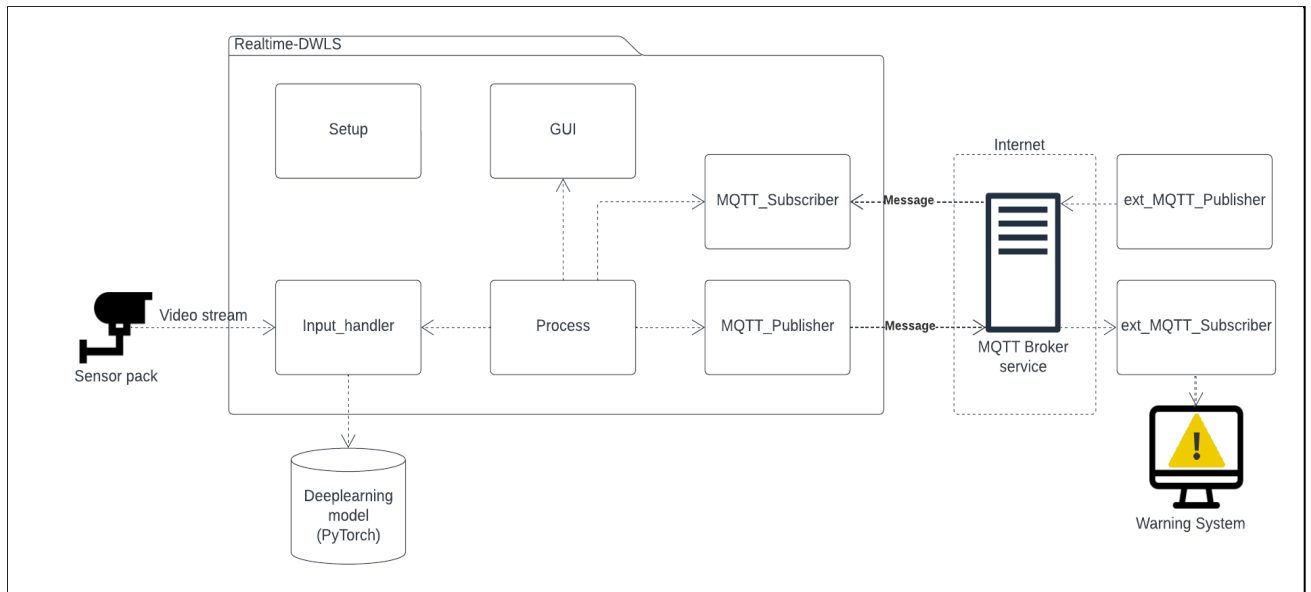 Realtime-DWLS
Setup
GUI
Internet
MQTT_Subscriber
Message
ext_MQTT_Publisher
Video stream
Input_handler
Process
MQTT_Publisher
Message
ext_MQTT_Subscriber
Sensor pack
MQTT Broker
service
Deeplearning
model
(PyTorch)
Warning System